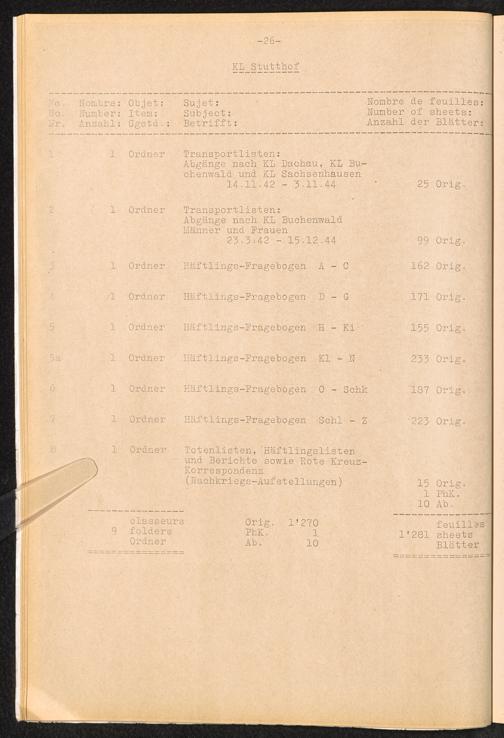 -26-
KL Stutthof
No. Nombre: Objet: Sujet: Nombre de feuilles:
No. Number: Item: Subject: Number of sheets:
Nr. Anzahl: Ggstd.: Betrifft: Anzahl der Blätter:
1 1 Ordner Transportlisten:
Abgänge nach KL Dachau, KL Bu-
chenwald und KL Sachsenhausen
14.11.42 - 3.11.44 25 Orig.
2 1 Ordner Transportlisten:
Abgänge nach KL Buchenwald
Männer und Frauen
23.3.42 - 15.12.44 99 Orig.
3 1 Ordner Häftlings-Fragebogen A - C 162 Orig.
4 1 Ordner Häftlings-Fragebogen D - G 171 Orig.
5 1 Ordner Häftlings-Fragebogen H - Ki 155 Orig.
5a 1 Ordner Häftlings-Fragebogen Kl - N 233 Orig.
6 1 Ordner Häftlings-Fragebogen O - Schk 187 Orig.
7 1 Ordner Häftlings-Fragebogen Schl - Z 223 Orig.
8 1 Ordner Totenlisten, Häftlingslisten
und Berichte sowie Rote Kreuz-
Korrespondenz
(Nachkriegs-Aufstellungen) 15 Orig.
1 PhK.
10 Ab.
classeurs Orig. 1'270 feuilles
9 folders PhK. 1 1'281 sheets
Ordner Ab. 10 Blätter